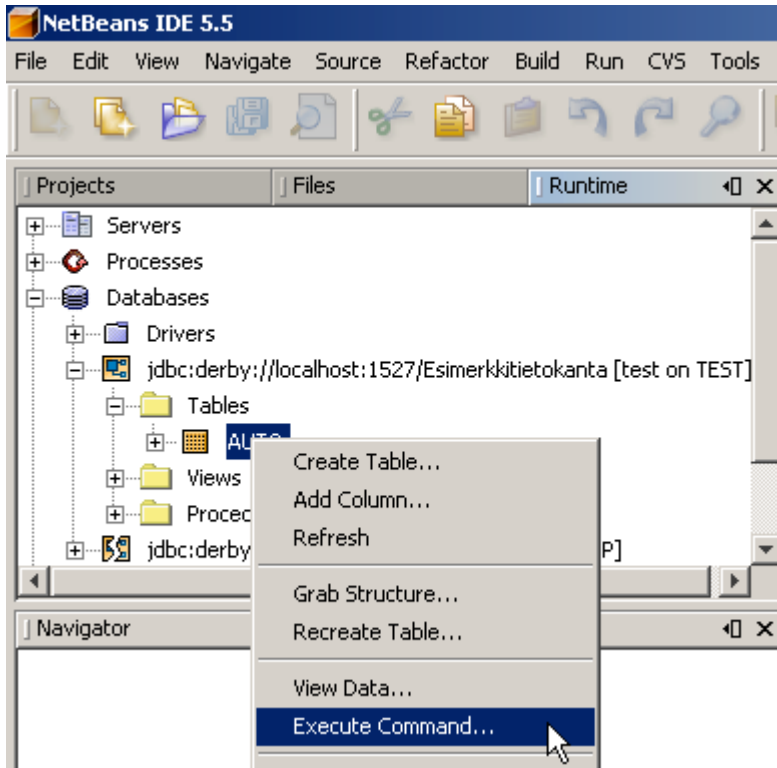 NetBeans IDE 5.5
File Edit View Navigate Source Refactor Build Run CVS Tools
Projects Files Runtime
Servers
Processes
Databases
Drivers
jdbc:derby://localhost:1527/Esimerkkitietokanta [test on TEST]
Tables
Create Table...
Add Column...
Views
Refresh
jdbc:derby P]
Grab Structure...
Navigator
Recreate Table...
View Data...
Execute Command...